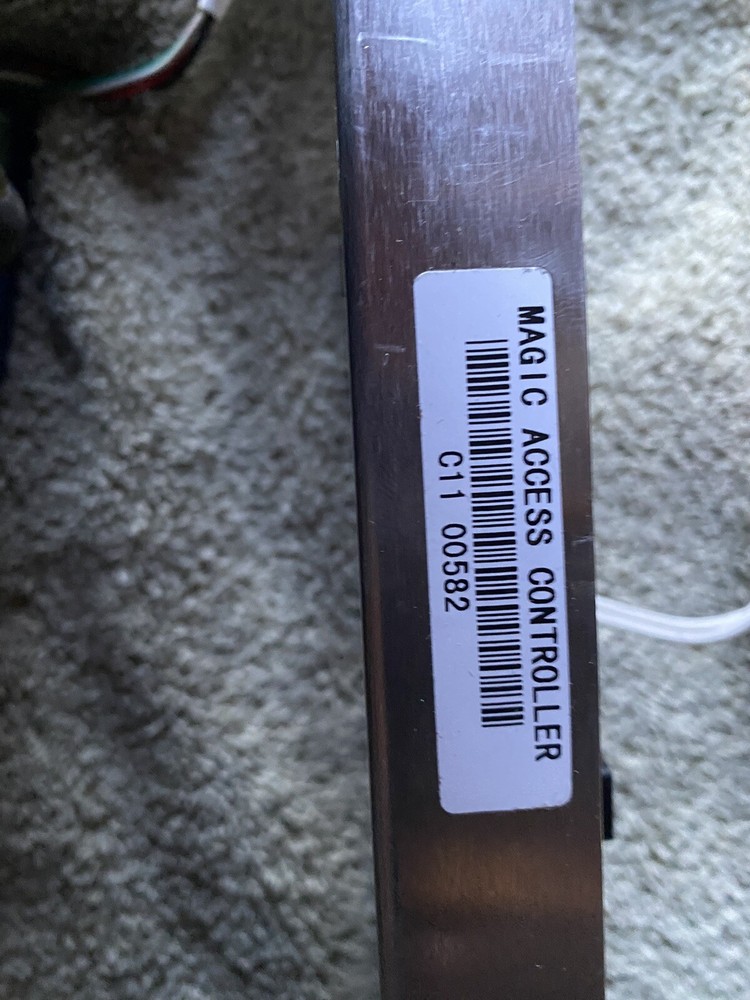 MAGIC ACCESS CONTROLLER
C11 00582